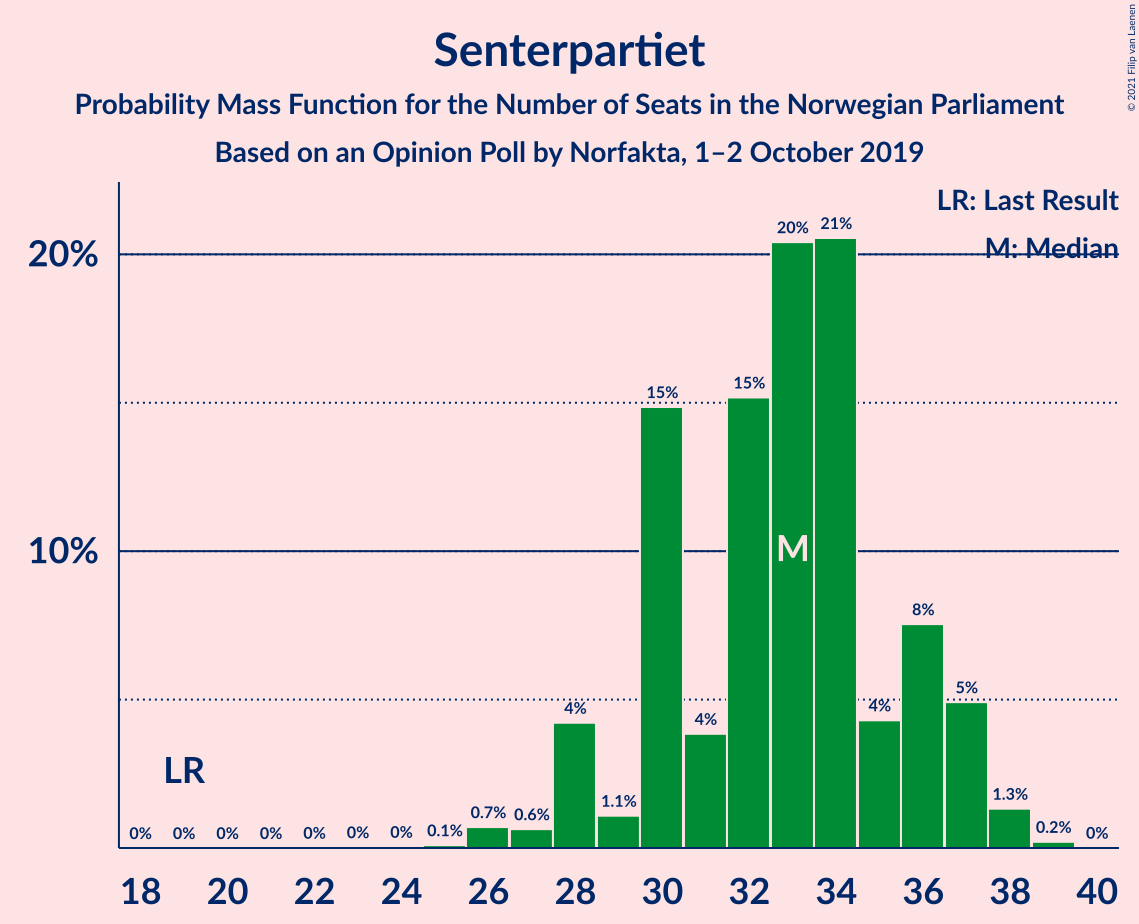 Senterpartiet
Probability Mass Function for the Number of Seats in the Norwegian Parliament
Based on an Opinion Poll by Norfakta, 1–2 October 2019
© 2021 Filip van Laenen
LR: Last Result
M: Median
20%
10%
0% 0% 0% 0% 0% 0% 0% 0.1% 0.7% 0.6% 4% 1.1% 15% 4% 15% 20% 21% 4% 8% 5% 1.3% 0.2% 0%
LR
M
18 20 22 24 26 28 30 32 34 36 38 40